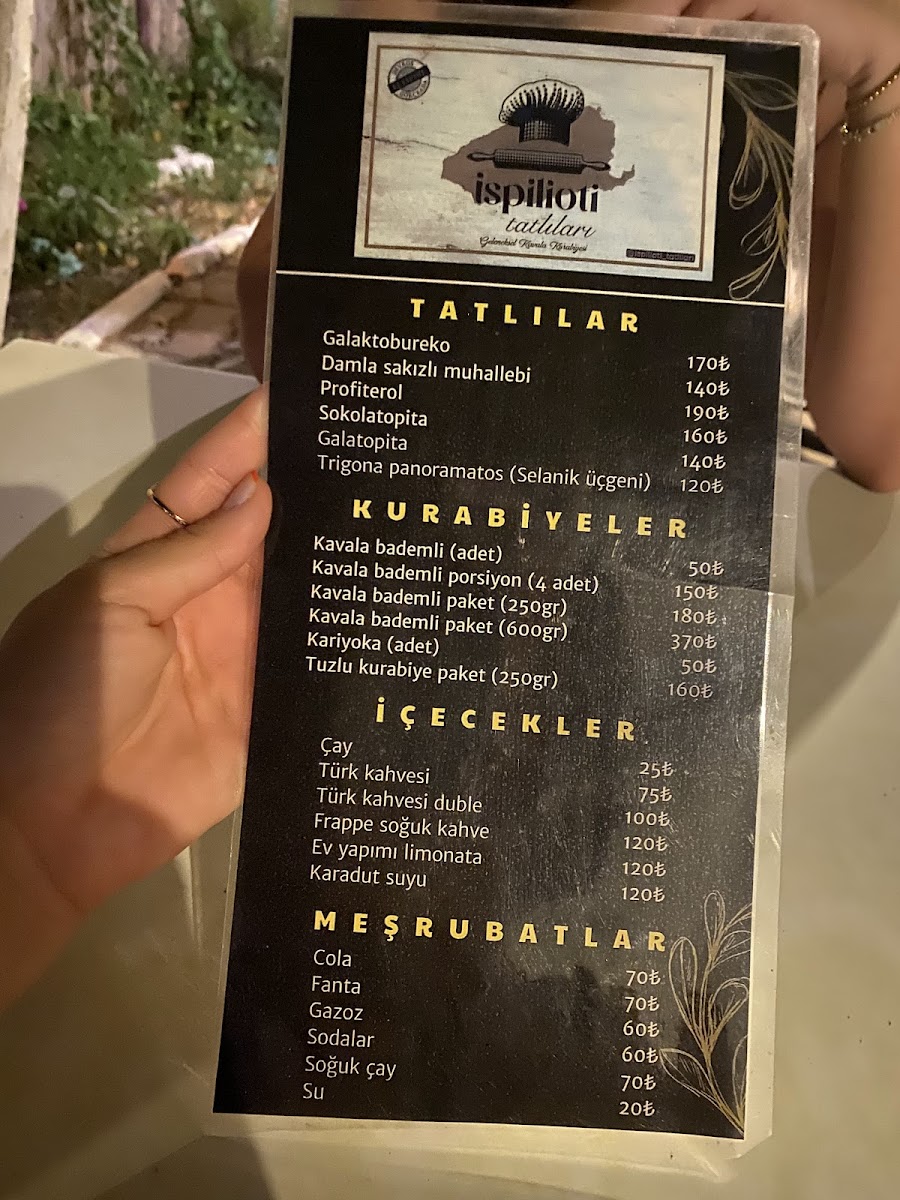 ispilioti
tatlıları
Geleneksel Kavala Kurabiyesi
@ispilioti_tatlilari
TATLILAR
Galaktobureko 170₺
Damla sakızlı muhallebi 140₺
Profiterol 190₺
Sokolatopita 160₺
Galatopita 140₺
Trigona panoramatos (Selanik üçgeni) 120₺
KURABİYELER
Kavala bademli (adet) 50₺
Kavala bademli porsiyon (4 adet) 150₺
Kavala bademli paket (250gr) 180₺
Kavala bademli paket (600gr) 370₺
Kariyoka (adet) 50₺
Tuzlu kurabiye paket (250gr) 160₺
İÇECEKLER
Çay 25₺
Türk kahvesi 75₺
Türk kahvesi duble 100₺
Frappe soğuk kahve 120₺
Ev yapımı limonata 120₺
Karadut suyu 120₺
MEŞRUBATLAR
Cola 70₺
Fanta 70₺
Gazoz 60₺
Sodalar 60₺
Soğuk çay 70₺
Su 20₺